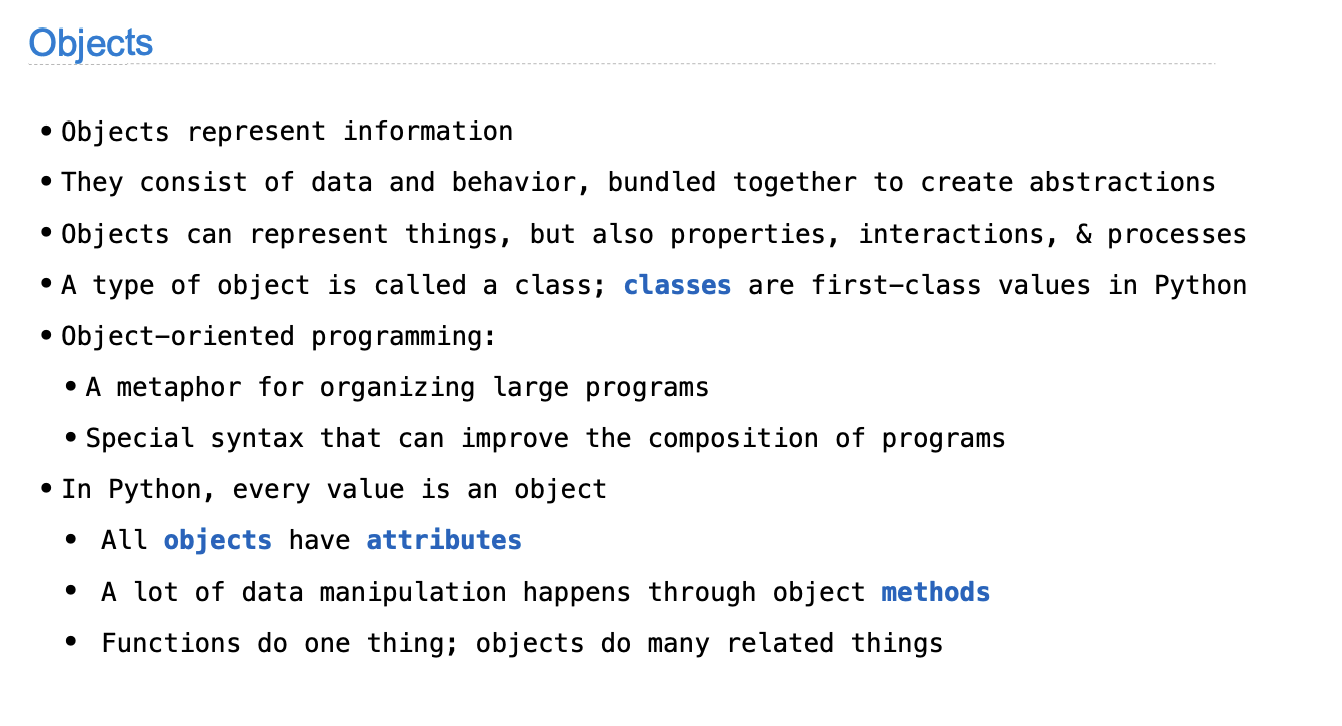 Objects
• Objects represent information
• They consist of data and behavior, bundled together to create abstractions
• Objects can represent things, but also properties, interactions, & processes
• A type of object is called a class; classes are first-class values in Python
• Object-oriented programming:
• A metaphor for organizing large programs
• Special syntax that can improve the composition of programs
• In Python, every value is an object
• All objects have attributes
• A lot of data manipulation happens through object methods
• Functions do one thing; objects do many related things